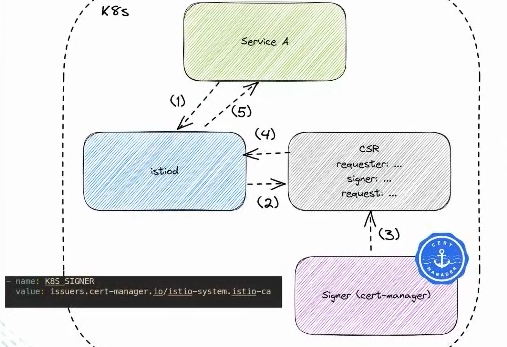 K8s
Service A
(1)
(5)
(4)
istiod
CSR
requester: ...
signer: ...
request: ...
(2)
(3)
CERT
MANAGER
- name: K8S_SIGNER
value: issuers.cert-manager.io/istio-system.istio-ca
Signer (cert-manager)